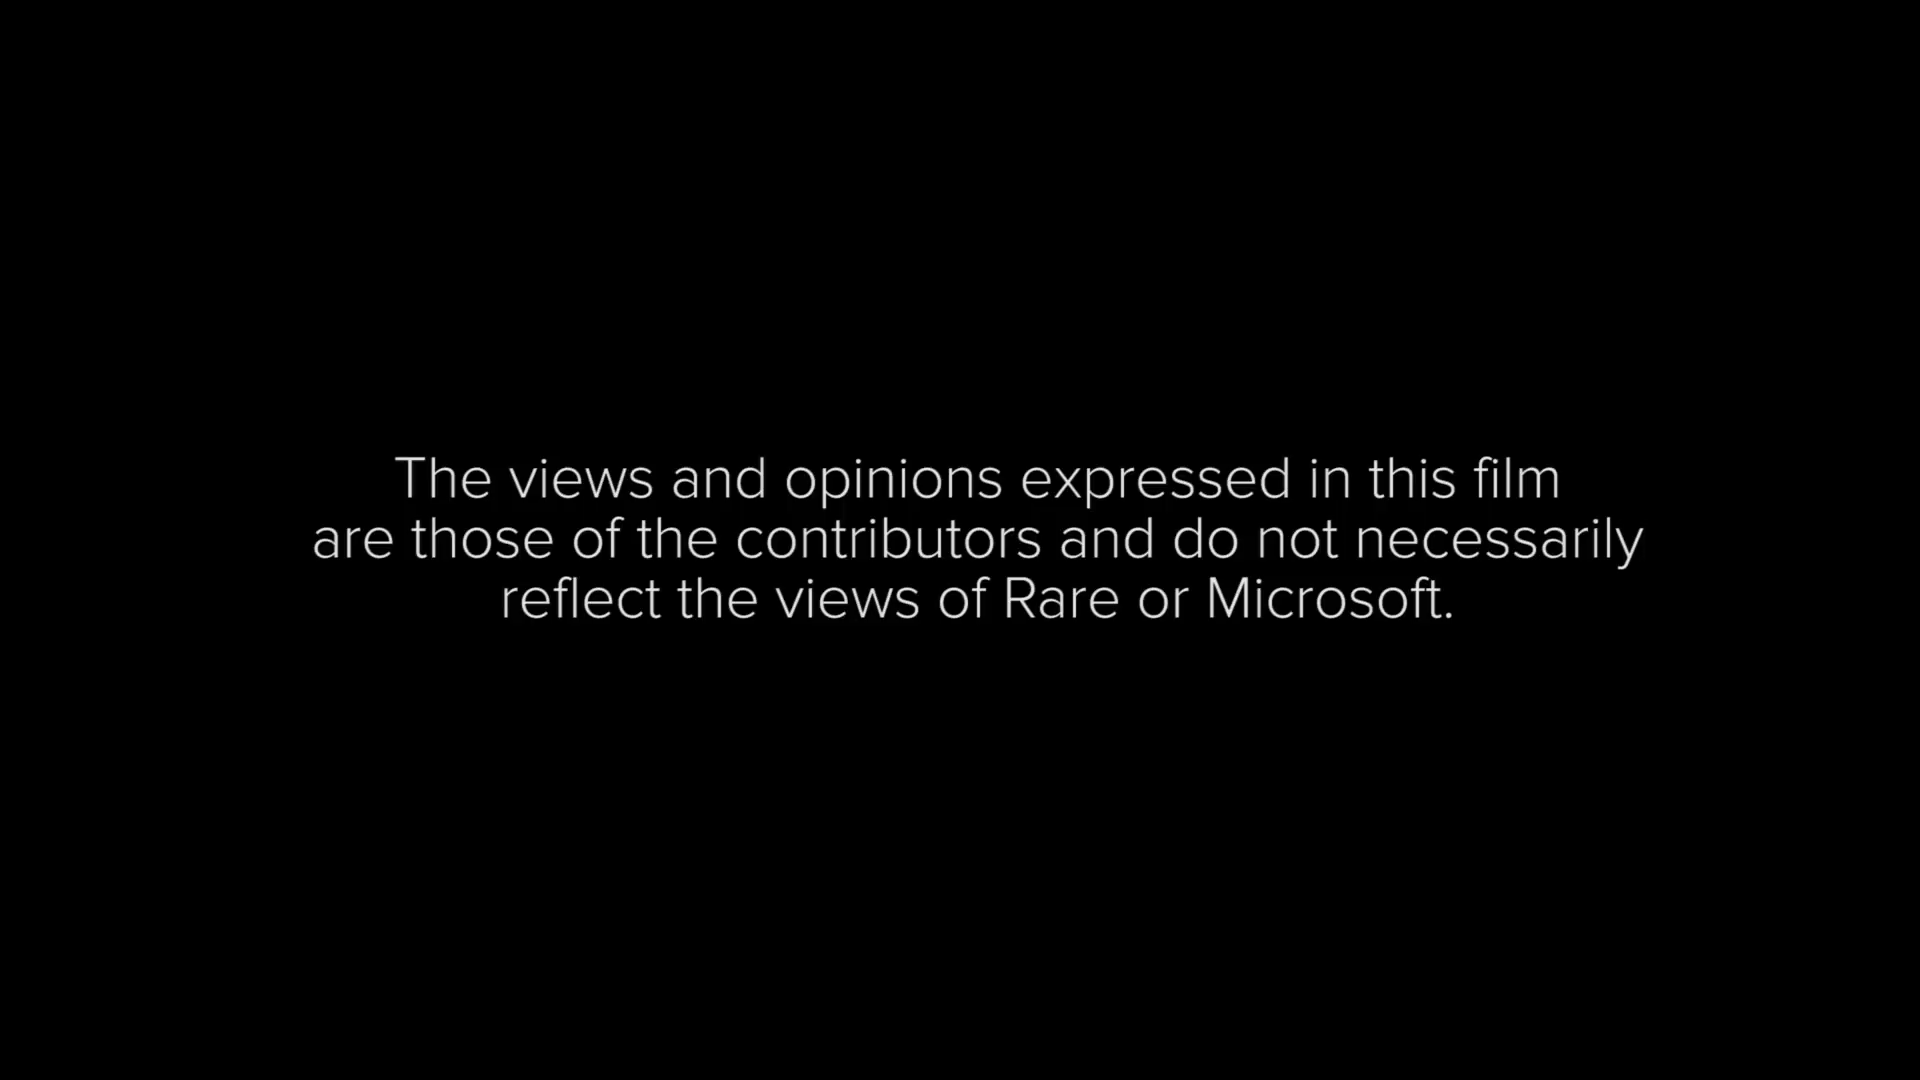 The views and opinions expressed in this film
are those of the contributors and do not necessarily
reflect the views of Rare or Microsoft.